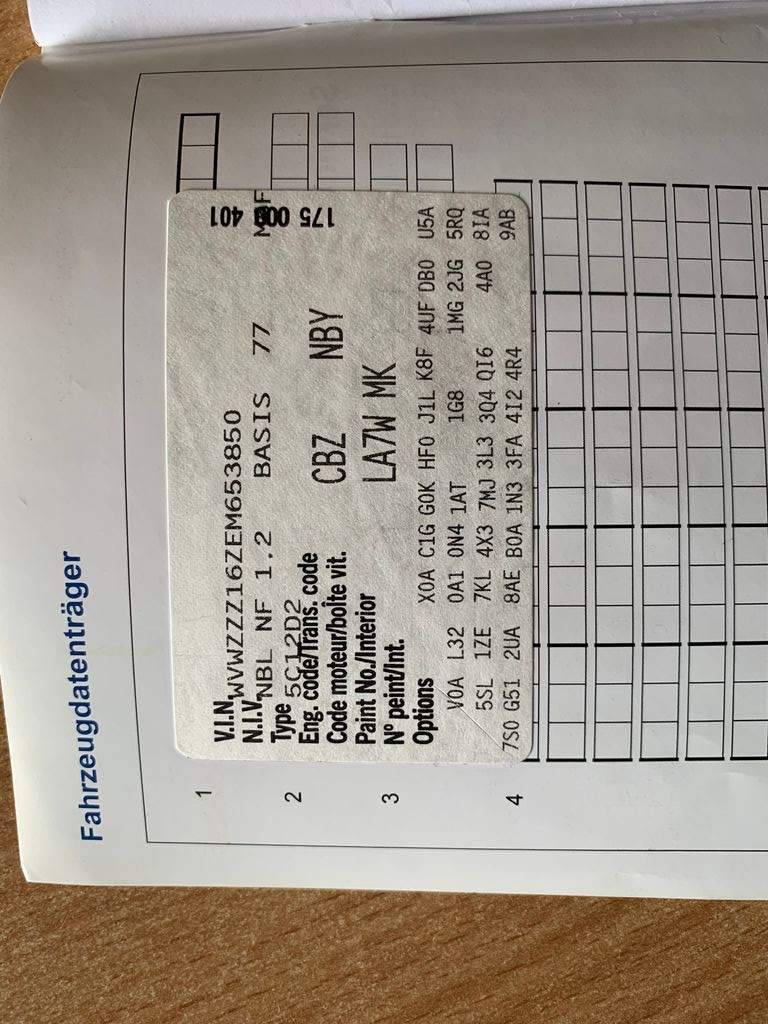 Fahrzeugdatenträger
1
V.I.N. WVWZZZ16ZEM653850 175 000 401
N.I.V. NBL NF 1.2 BASIS 77
2
Type 5C12D2
Eng. code/Trans. code
Code moteur/boîte vit. CBZ NBY
3
Paint No./Interior
N° peint/Int. LA7W MK
Options
X0A C1G G0K HF0 J1L K8F 4UF DB0 U5A
V0A L32 0A1 0N4 1AT 1G8 1MG 2JG 5RQ
5SL 1ZE 7KL 4X3 7MJ 3L3 3Q4 QI6 4A0 8IA
4
7S0 G51 2UA 8AE B0A 1N3 3FA 4I2 4R4 9AB